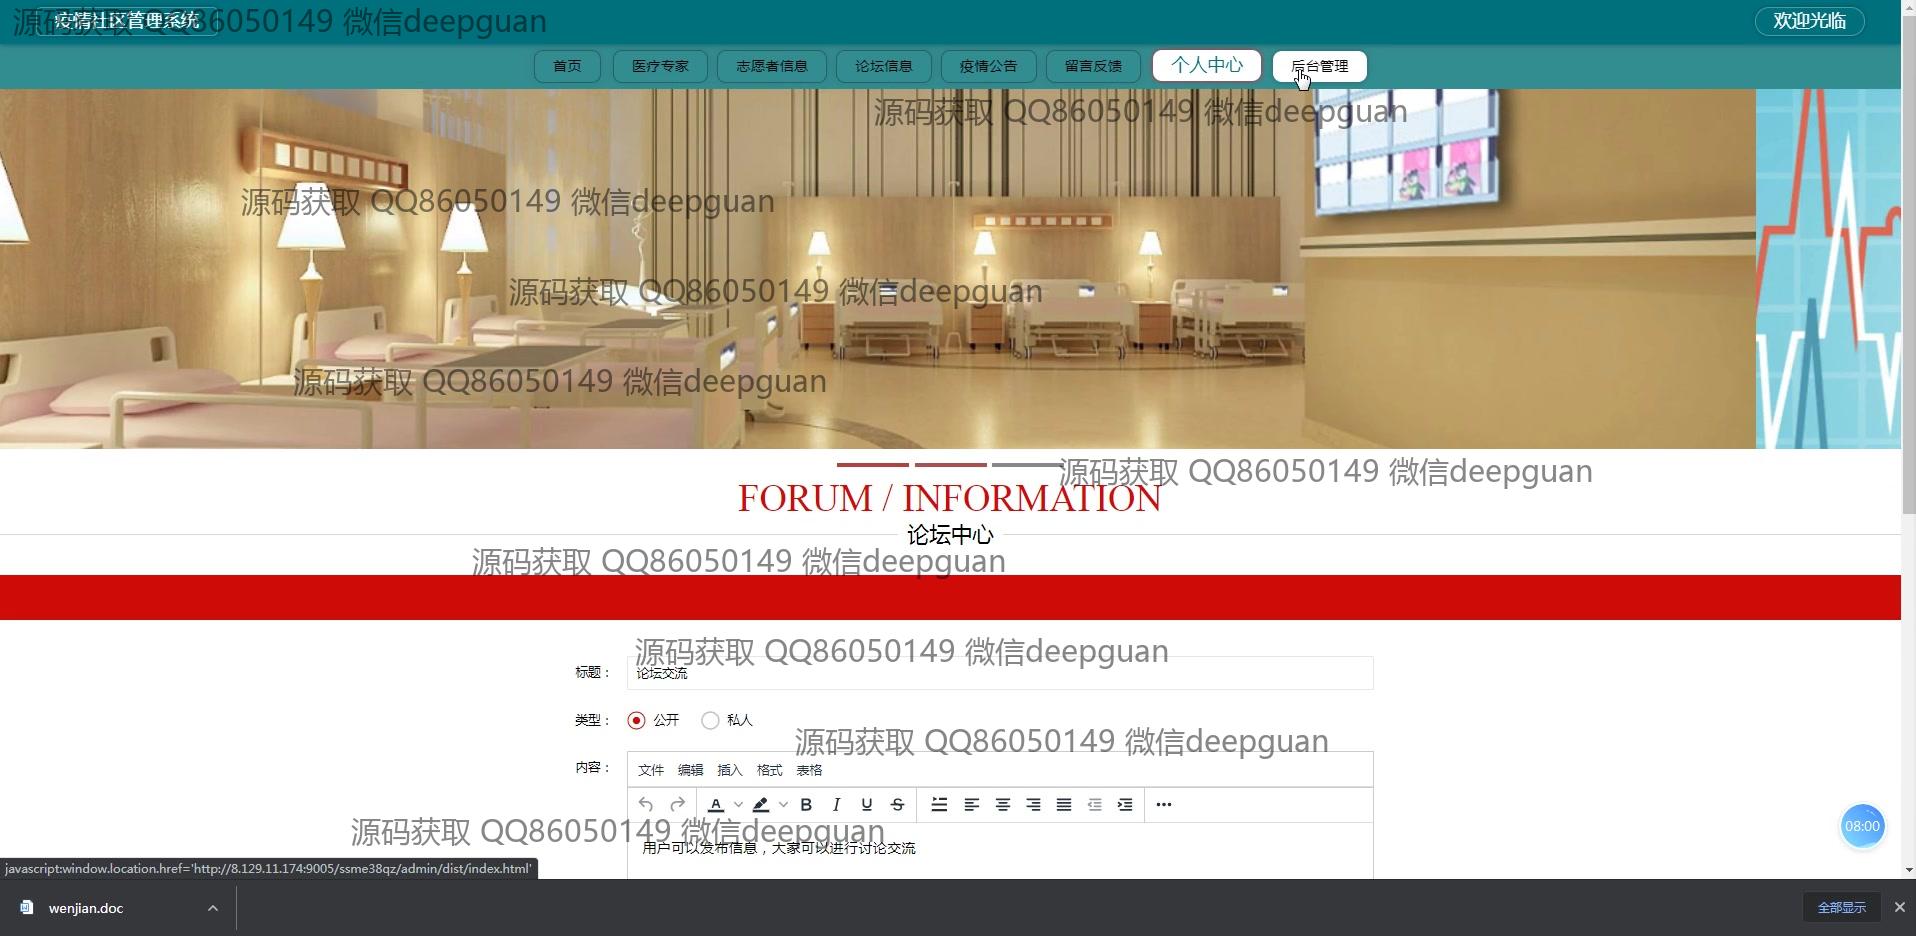 疫情社区管理系统
源码获取 QQ86050149 微信deepguan
欢迎光临
首页
医疗专家
志愿者信息
论坛信息
疫情公告
留言反馈
个人中心
后台管理
源码获取 QQ86050149 微信deepguan
源码获取 QQ86050149 微信deepguan
源码获取 QQ86050149 微信deepguan
源码获取 QQ86050149 微信deepguan
源码获取 QQ86050149 微信deepguan
FORUM / INFORMATION
论坛中心
源码获取 QQ86050149 微信deepguan
源码获取 QQ86050149 微信deepguan
标题：
论坛交流
类型：
公开
私人
源码获取 QQ86050149 微信deepguan
内容：
文件 编辑 插入 格式 表格
A B I U S
源码获取 QQ86050149 微信deepguan
08:00
用户可以发布信息，大家可以进行讨论交流
javascript:window.location.href='http://8.129.11.174:9005/ssme38qz/admin/dist/index.html'
wenjian.doc
全部显示